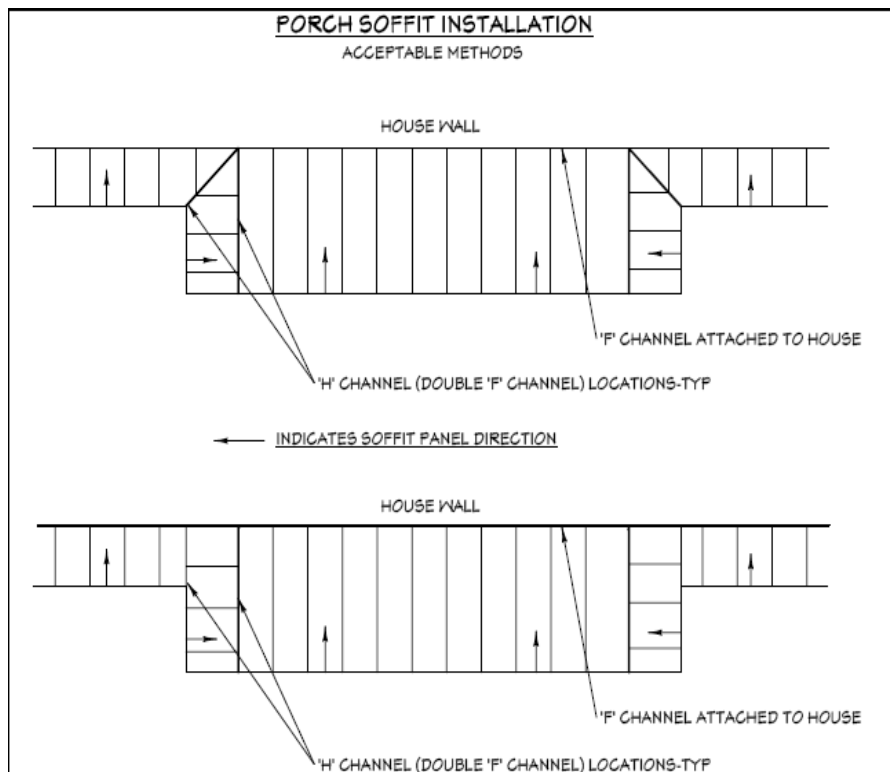 PORCH SOFFIT INSTALLATION
ACCEPTABLE METHODS
HOUSE WALL
'F' CHANNEL ATTACHED TO HOUSE
'H' CHANNEL (DOUBLE 'F' CHANNEL) LOCATIONS-TYP
INDICATES SOFFIT PANEL DIRECTION
HOUSE WALL
'F' CHANNEL ATTACHED TO HOUSE
'H' CHANNEL (DOUBLE 'F' CHANNEL) LOCATIONS-TYP